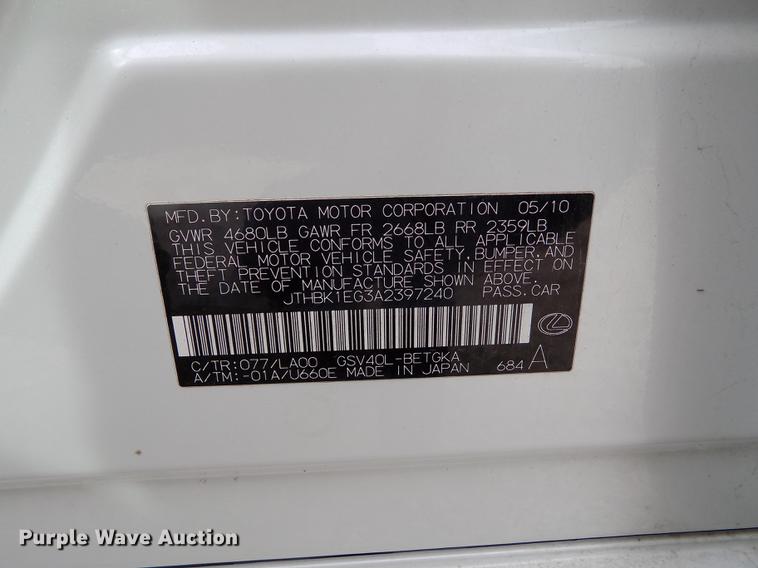 MFD.BY:TOYOTA MOTOR CORPORATION 05/10
GVWR 4680LB GAWR FR 2668LB RR 2359LB
THIS VEHICLE CONFORMS TO ALL APPLICABLE
FEDERAL MOTOR VEHICLE SAFETY,BUMPER,AND
THEFT PREVENTION STANDARDS IN EFFECT ON
THE DATE OF MANUFACTURE SHOWN ABOVE.
JTHBK1EG3A2397240 PASS.CAR
C/TR:077/LA00 GSV40L-BETGKA
A/TM:-01A/U660E MADE IN JAPAN 684 A
Purple Wave Auction